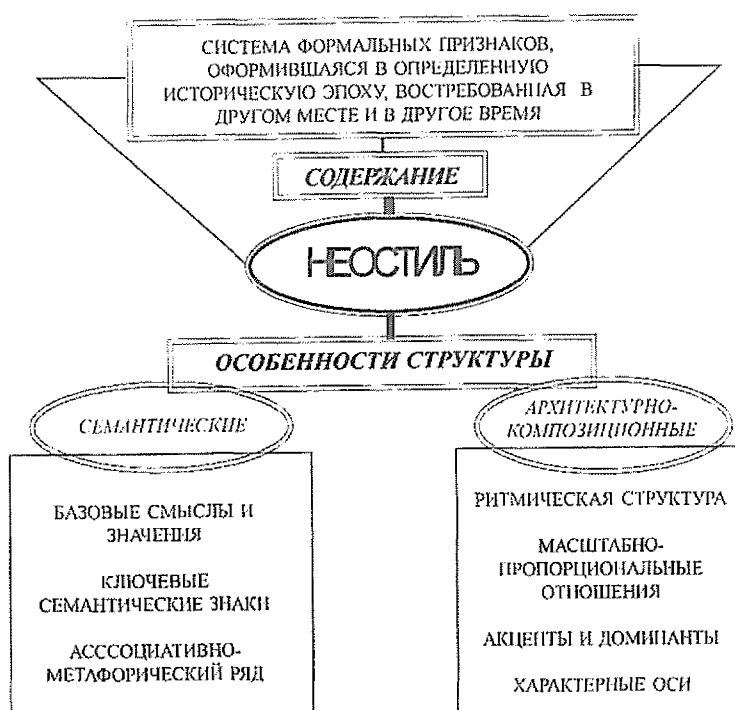 СИСТЕМА ФОРМАЛЬНЫХ ПРИЗНАКОВ,
ОФОРМИВШАЯСЯ В ОПРЕДЕЛЕННУЮ
ИСТОРИЧЕСКУЮ ЭПОХУ, ВОСТРЕБОВАННАЯ В
ДРУГОМ МЕСТЕ И В ДРУГОЕ ВРЕМЯ
СОДЕРЖАНИЕ
НЕОСТИЛЬ
ОСОБЕННОСТИ СТРУКТУРЫ
СЕМАНТИЧЕСКИЕ
БАЗОВЫЕ СМЫСЛЫ И
ЗНАЧЕНИЯ
КЛЮЧЕВЫЕ
СЕМАНТИЧЕСКИЕ ЗНАКИ
АСССОЦИАТИВНО-
МЕТАФОРИЧЕСКИЙ РЯД
АРХИТЕКТУРНО-
КОМПОЗИЦИОННЫЕ
РИТМИЧЕСКАЯ СТРУКТУРА
МАСШТАБНО-
ПРОПОРЦИОНАЛЬНЫЕ
ОТНОШЕНИЯ
АКЦЕНТЫ И ДОМИНАНТЫ
ХАРАКТЕРНЫЕ ОСИ